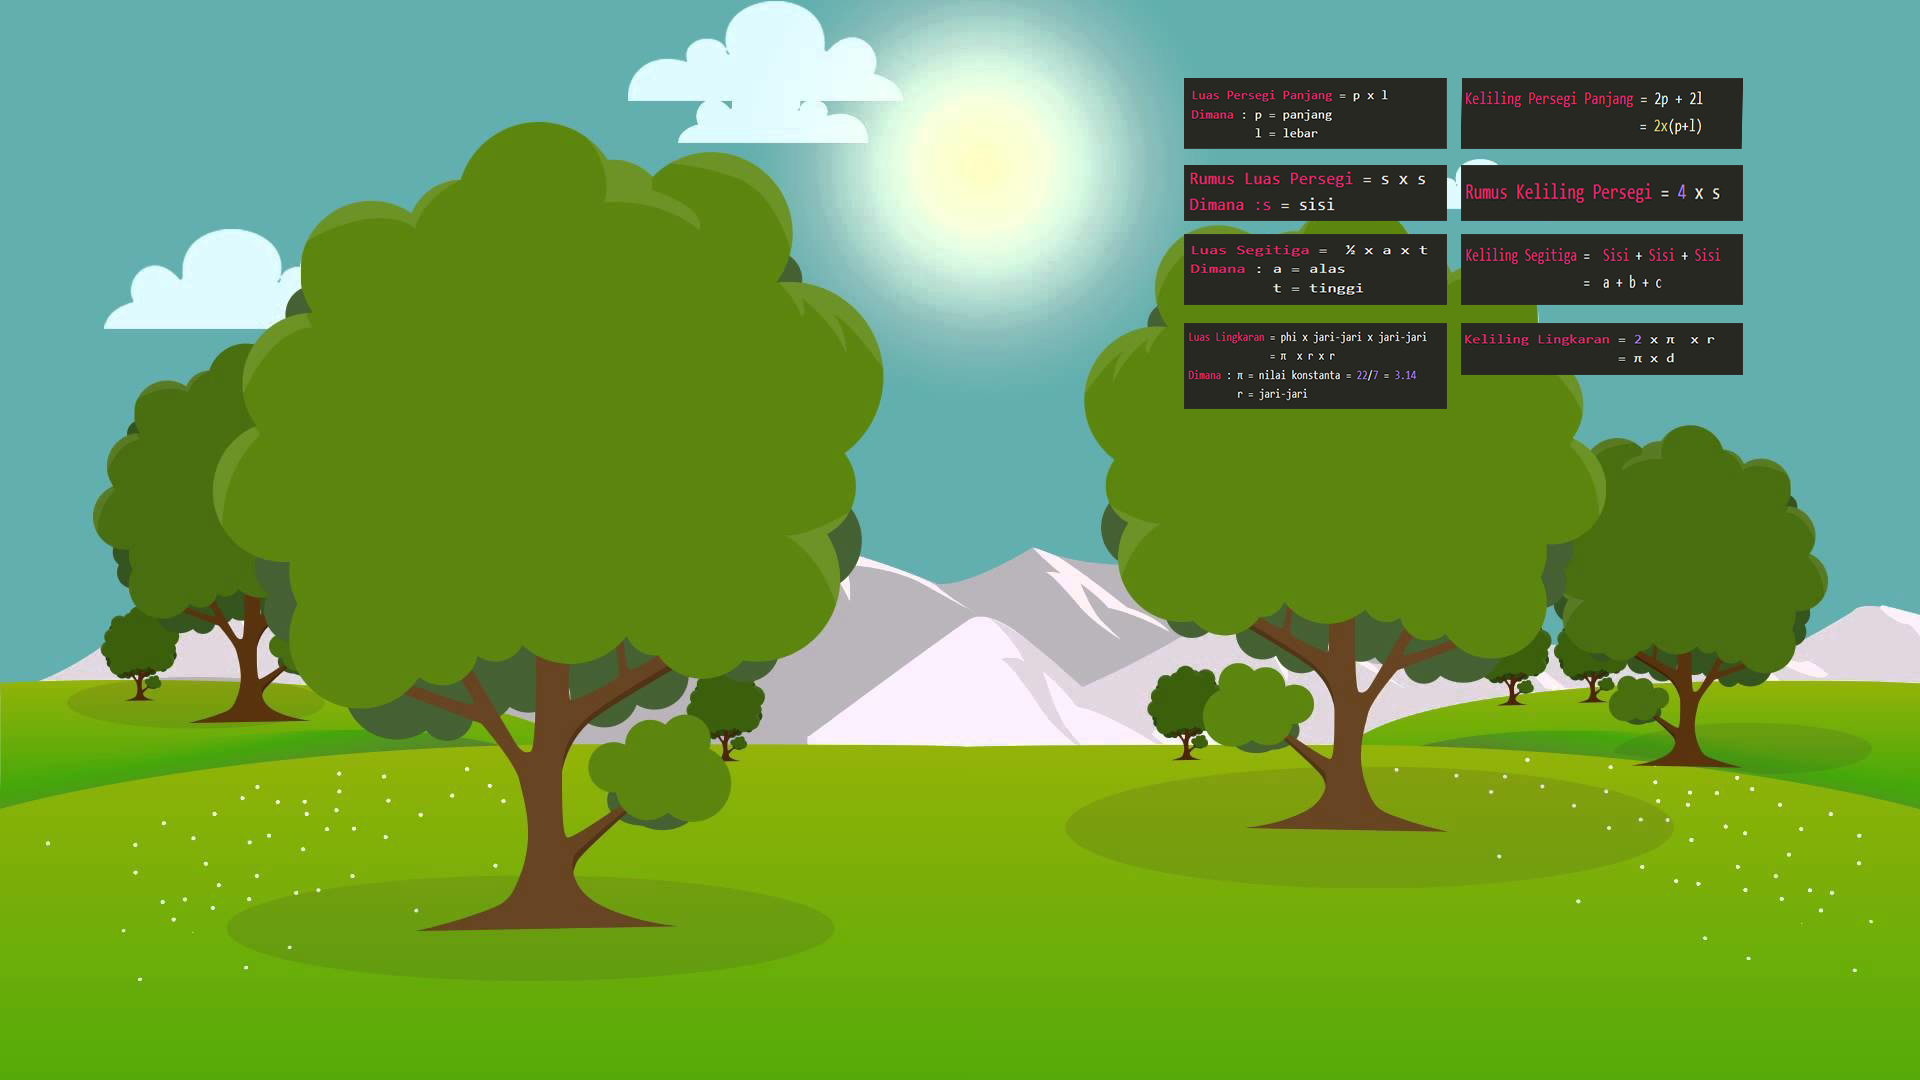 Luas Persegi Panjang = p x l
Dimana : p = panjang
l = lebar
Keliling Persegi Panjang = 2p + 2l
= 2x(p+l)
Rumus Luas Persegi = s x s
Dimana :s = sisi
Rumus Keliling Persegi = 4 x s
Luas Segitiga = ½ x a x t
Dimana : a = alas
t = tinggi
Keliling Segitiga = Sisi + Sisi + Sisi
= a + b + c
Luas Lingkaran = phi x jari-jari x jari-jari
= π x r x r
Dimana : π = nilai konstanta = 22/7 = 3.14
r = jari-jari
Keliling Lingkaran = 2 x π x r
= π x d